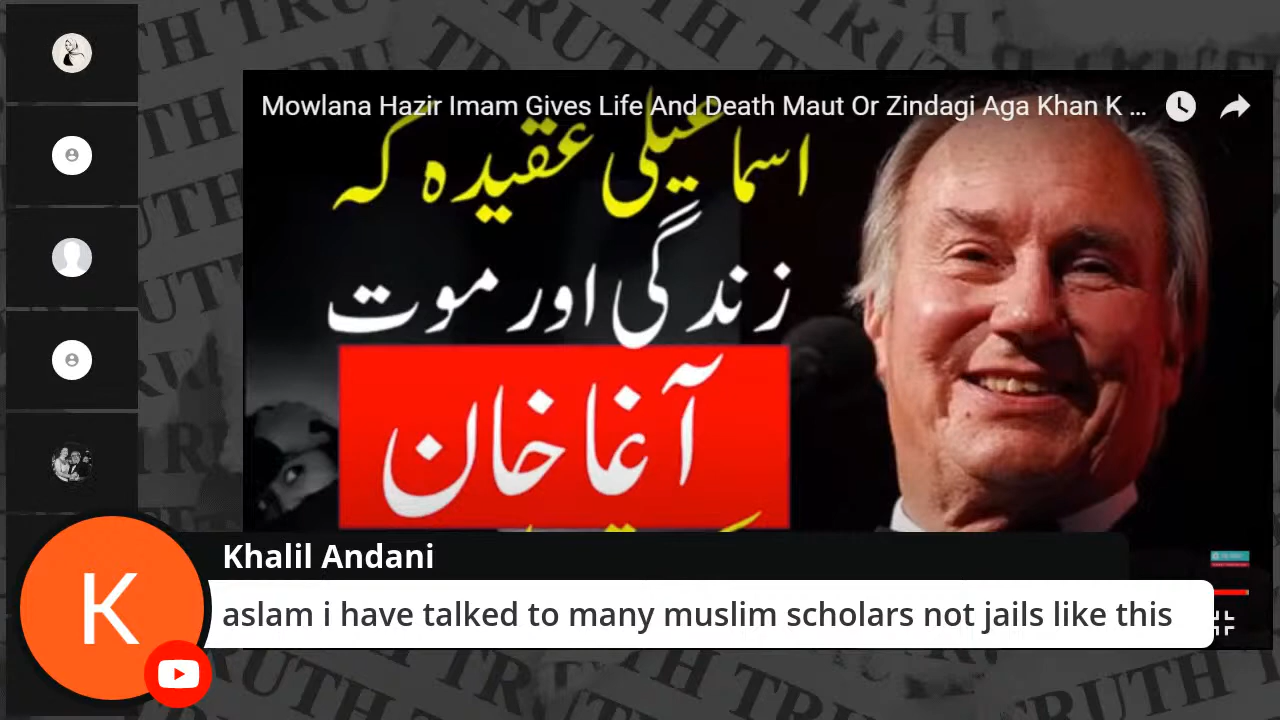 Mowlana Hazir Imam Gives Life And Death Maut Or Zindagi Aga Khan K ...
اسماعیلی عقیدہ کہ
زندگی اور موت
آغا خان
K
Khalil Andani
aslam i have talked to many muslim scholars not jails like this